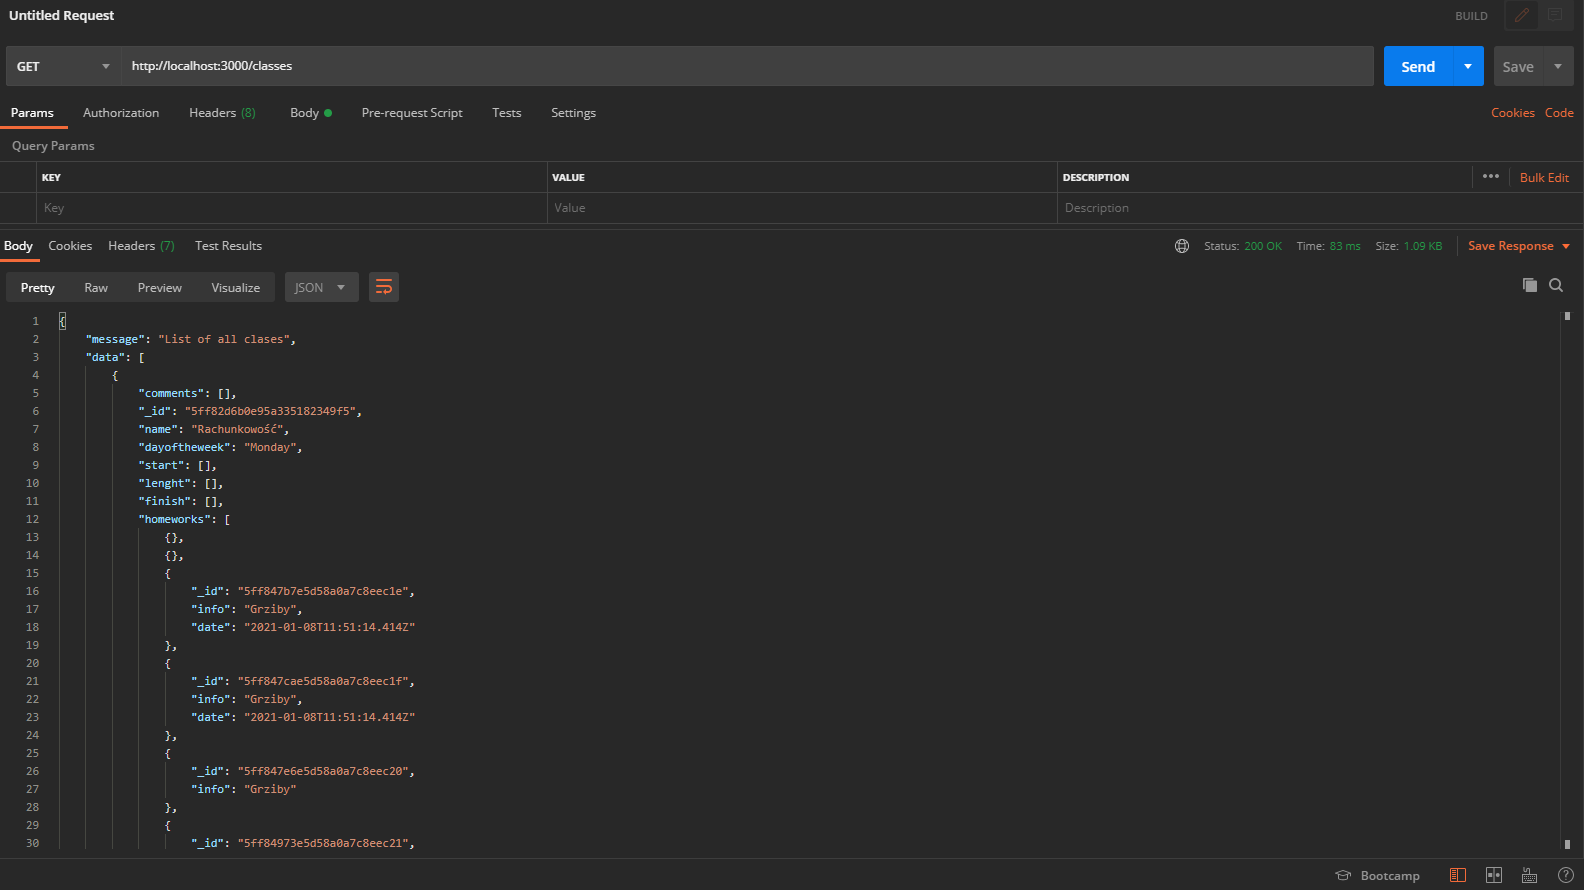 Untitled Request
BUILD
GET http://localhost:3000/classes Send Save
Params Authorization Headers (8) Body Pre-request Script Tests Settings Cookies Code
Query Params
KEY VALUE DESCRIPTION ••• Bulk Edit
Key Value Description
Body Cookies Headers (7) Test Results Status: 200 OK Time: 83 ms Size: 1.09 KB Save Response
Pretty Raw Preview Visualize JSON
1 {
2 "message": "List of all clases",
3 "data": [
4 {
5 "comments": [],
6 "_id": "5ff82d6b0e95a335182349f5",
7 "name": "Rachunkowość",
8 "dayoftheweek": "Monday",
9 "start": [],
10 "lenght": [],
11 "finish": [],
12 "homeworks": [
13 {},
14 {},
15 {
16 "_id": "5ff847b7e5d58a0a7c8eec1e",
17 "info": "Grziby",
18 "date": "2021-01-08T11:51:14.414Z"
19 },
20 {
21 "_id": "5ff847cae5d58a0a7c8eec1f",
22 "info": "Grziby",
23 "date": "2021-01-08T11:51:14.414Z"
24 },
25 {
26 "_id": "5ff847e6e5d58a0a7c8eec20",
27 "info": "Grziby"
28 },
29 {
30 "_id": "5ff84973e5d58a0a7c8eec21",
Bootcamp